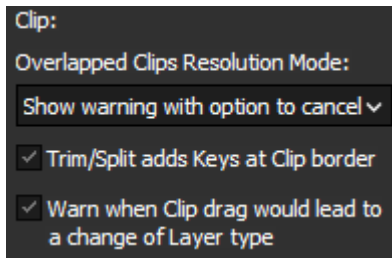 Clip:
Overlapped Clips Resolution Mode:
Show warning with option to cancel
Trim/Split adds Keys at Clip border
Warn when Clip drag would lead to
a change of Layer type